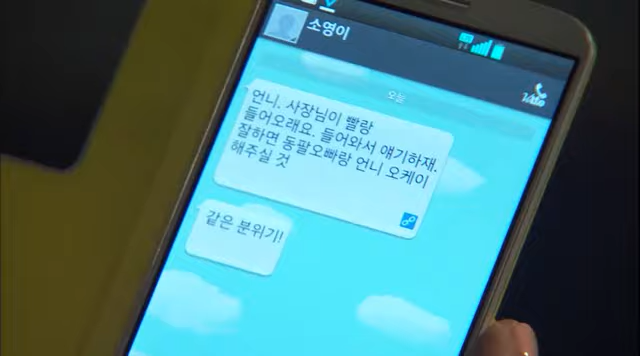 소영이
오늘
언니. 사장님이 빨랑
들어오래요. 들어와서 얘기하재.
잘하면 동팔오빠랑 언니 오케이
해주실 것
같은 분위기!